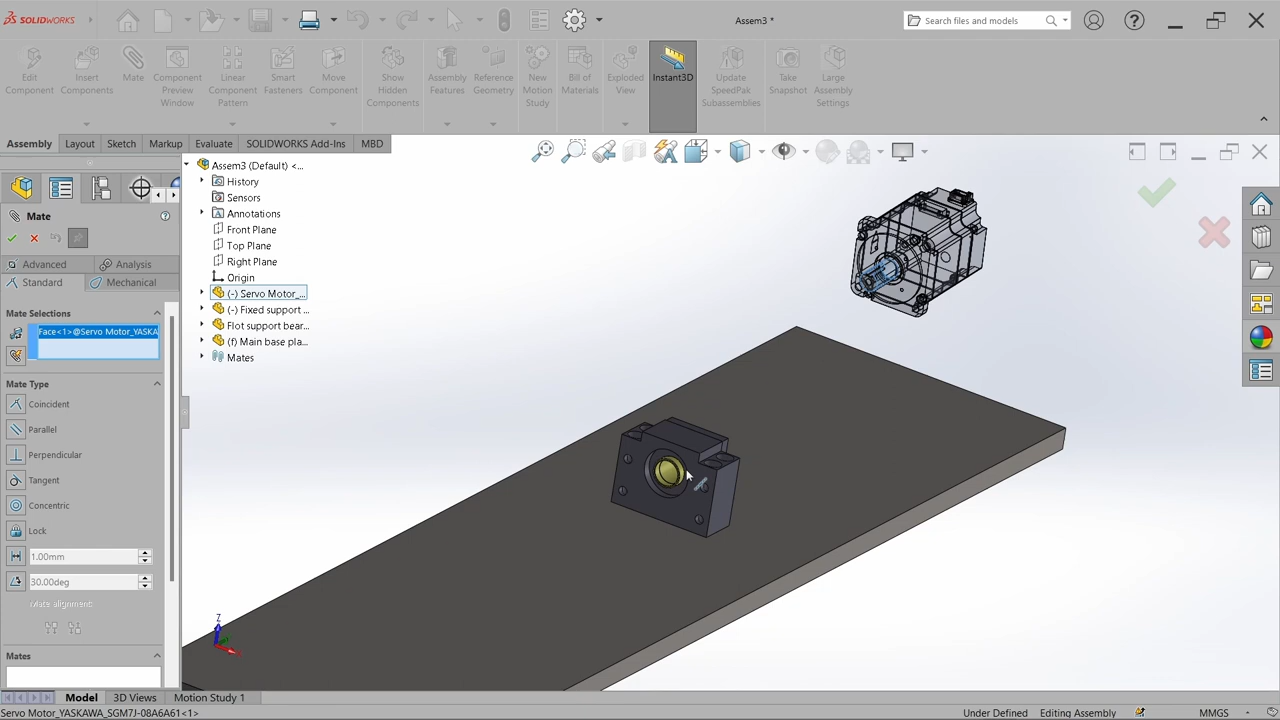 SOLIDWORKS
Assem3 *
Search files and models
Edit Component
Insert Components
Mate
Component Preview Window
Linear Component Pattern
Smart Fasteners
Move Component
Show Hidden Components
Assembly Features
Reference Geometry
New Motion Study
Bill of Materials
Exploded View
Instant3D
Update SpeedPak Subassemblies
Take Snapshot
Large Assembly Settings
Assembly
Layout
Sketch
Markup
Evaluate
SOLIDWORKS Add-Ins
MBD
Mate
Advanced
Analysis
Standard
Mechanical
Mate Selections
Face<1>@Servo Motor_YASKA
Mate Type
Coincident
Parallel
Perpendicular
Tangent
Concentric
Lock
1.00mm
30.00deg
Mate alignment:
Mates
Assem3 (Default) <...
History
Sensors
Annotations
Front Plane
Top Plane
Right Plane
Origin
(-) Servo Motor_...
(-) Fixed support ...
Flot support bear...
(f) Main base pla...
Mates
Z
Model
3D Views
Motion Study 1
Servo Motor_YASKAWA_SGM7J-08A6A61<1>
Under Defined
Editing Assembly
MMGS